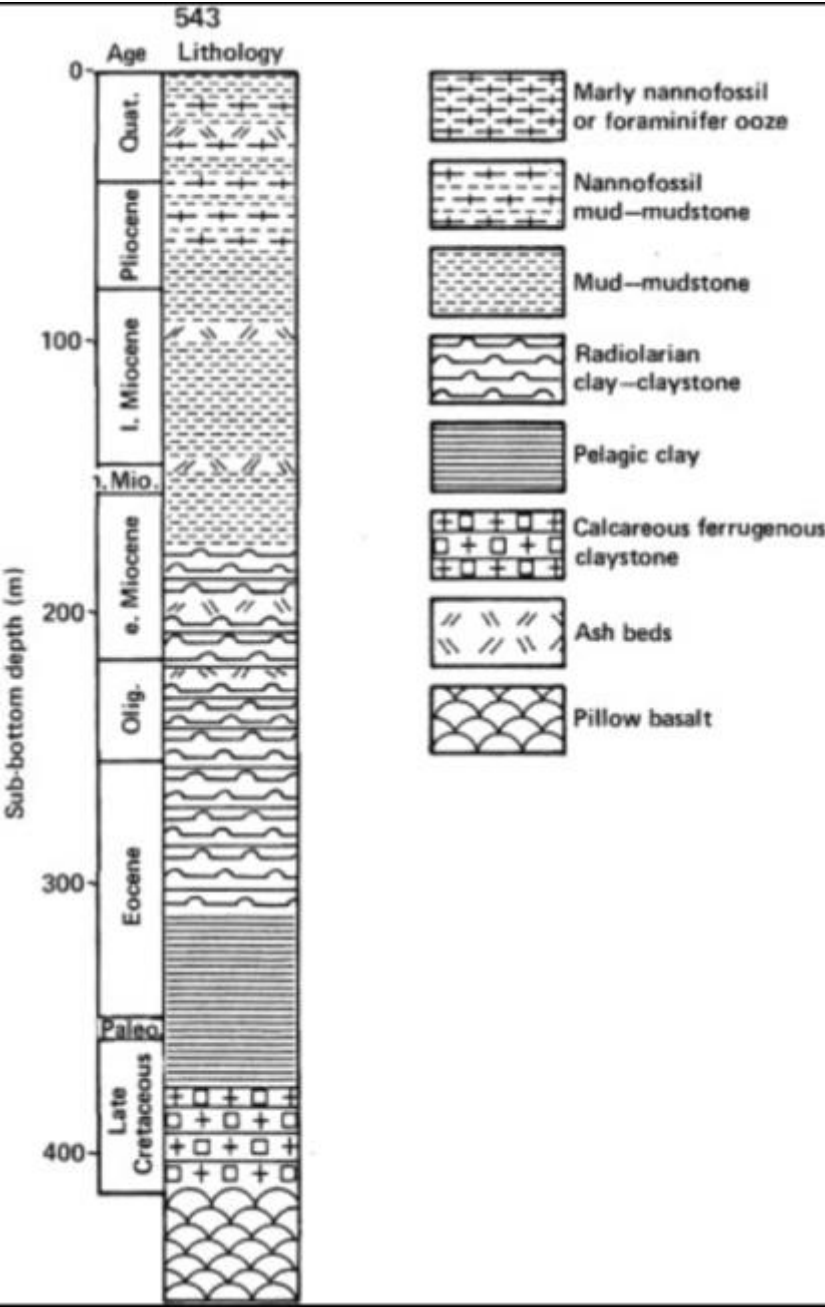 543
Age Lithology
0
Quat.
Pliocene
100
l. Miocene
. Mio.
e. Miocene
200
Olig.
Eocene
300
Paleo.
Late
Cretaceous
400
Sub-bottom depth (m)
Marly nannofossil
or foraminifer ooze
Nannofossil
mud—mudstone
Mud—mudstone
Radiolarian
clay—claystone
Pelagic clay
Calcareous ferrugenous
claystone
Ash beds
Pillow basalt